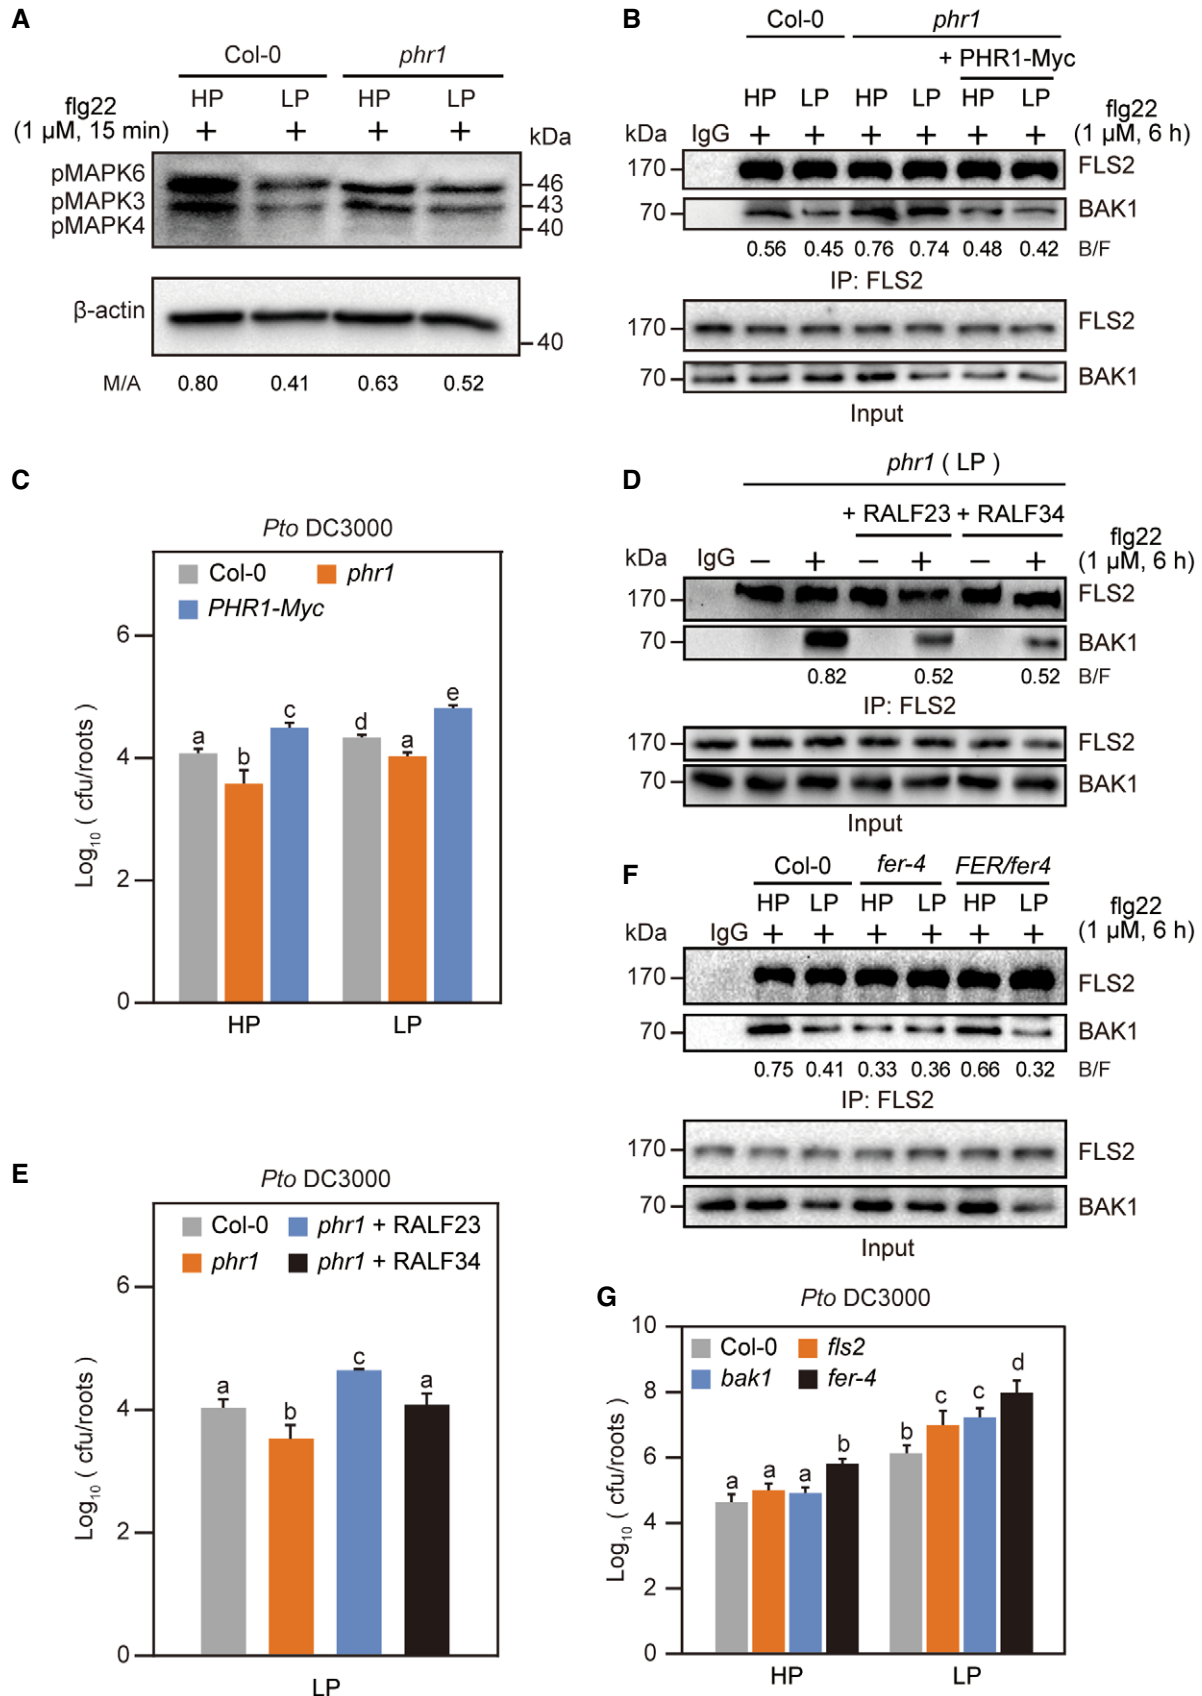 A
Col-0 phr1
flg22 HP LP HP LP
(1 µM, 15 min) + + + + kDa
pMAPK6 46
pMAPK3 43
pMAPK4 40
β-actin
40
M/A 0.80 0.41 0.63 0.52
B
Col-0 phr1
+ PHR1-Myc
HP LP HP LP HP LP flg22
kDa IgG + + + + + + (1 µM, 6 h)
170 FLS2
70 BAK1
0.56 0.45 0.76 0.74 0.48 0.42 B/F
IP: FLS2
170 FLS2
70 BAK1
Input
C
Pto DC3000
Col-0 phr1
PHR1-Myc
Log10 ( cfu/roots )
6
4
2
0
a b c d a e
HP LP
D
phr1 ( LP )
+ RALF23 + RALF34
flg22
kDa IgG − + − + − + (1 µM, 6 h)
170 FLS2
70 BAK1
0.82 0.52 0.52 B/F
IP: FLS2
170 FLS2
70 BAK1
Input
E
Pto DC3000
Col-0 phr1 + RALF23
phr1 phr1 + RALF34
Log10 ( cfu/roots )
6
4
2
0
a b c a
LP
F
Col-0 fer-4 FER/fer4
HP LP HP LP HP LP flg22
kDa IgG + + + + + + (1 µM, 6 h)
170 FLS2
70 BAK1
0.75 0.41 0.33 0.36 0.66 0.32 B/F
IP: FLS2
170 FLS2
70 BAK1
Input
G
Pto DC3000
Col-0 fls2
bak1 fer-4
Log10 ( cfu/roots )
10
8
6
4
2
0
a a a b b c c d
HP LP